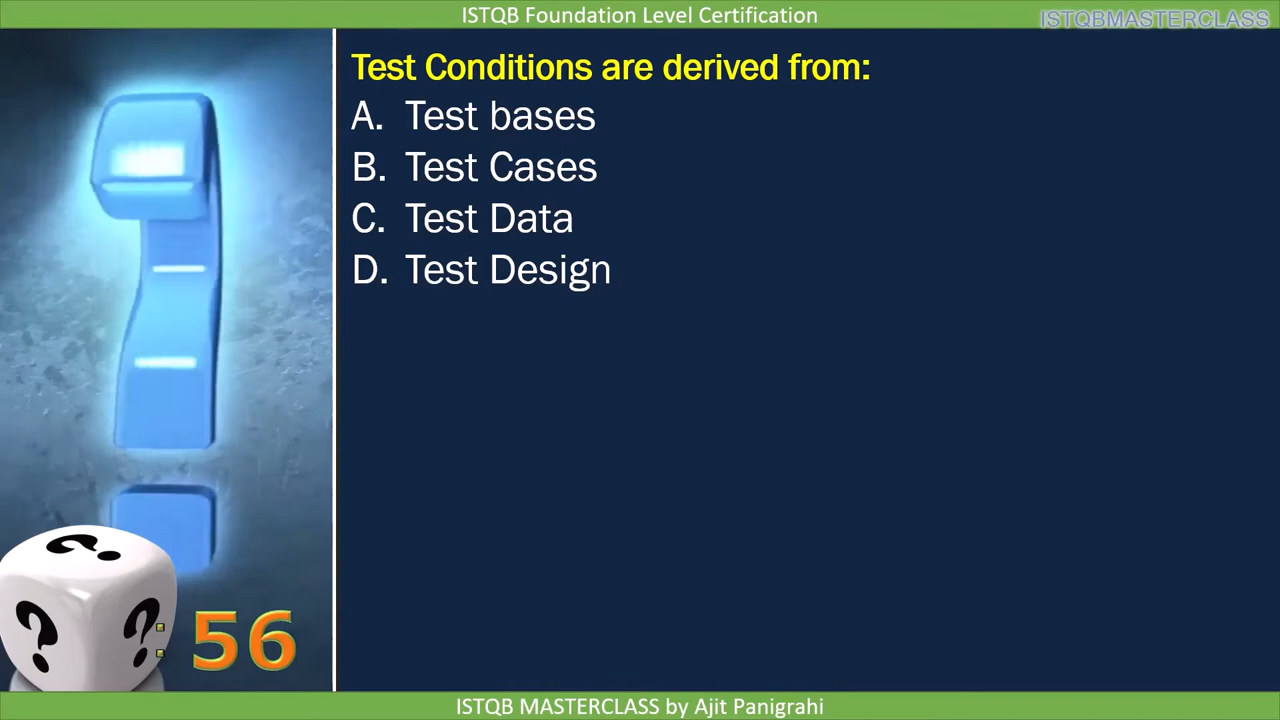 ISTQB Foundation Level Certification
ISTQBMASTERCLASS
Test Conditions are derived from:
A. Test bases
B. Test Cases
C. Test Data
D. Test Design
? ? ?
: 56
ISTQB MASTERCLASS by Ajit Panigrahi